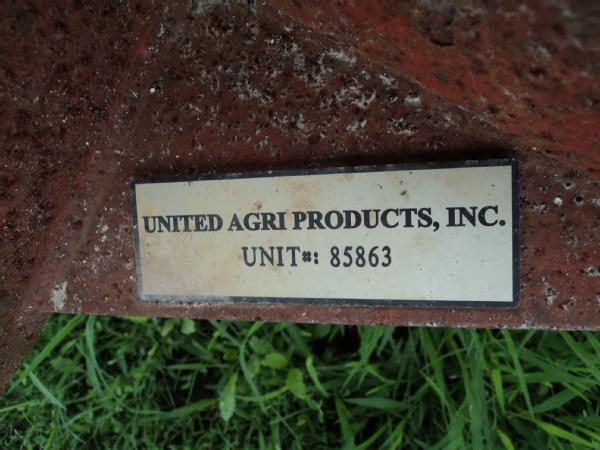 UNITED AGRI PRODUCTS, INC.
UNIT#: 85863